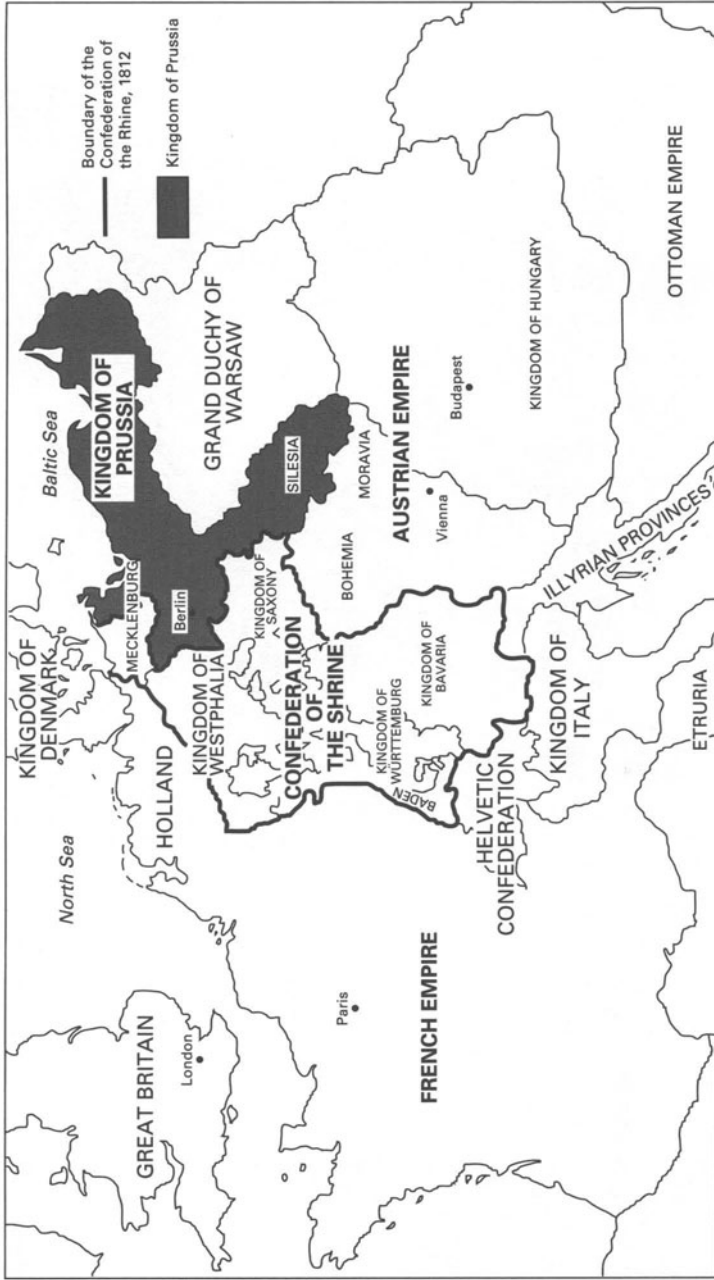 Boundary of the
Confederation of
the Rhine, 1812
Kingdom of Prussia
KINGDOM OF
DENMARK
Baltic Sea
North Sea
KINGDOM OF
PRUSSIA
MECKLENBURG
GREAT BRITAIN
London
HOLLAND
Berlin
GRAND DUCHY OF
WARSAW
KINGDOM OF
WESTPHALIA
KINGDOM OF
SAXONY
SILESIA
CONFEDERATION
OF
THE SHRINE
Paris
BOHEMIA
MORAVIA
KINGDOM OF
WURTTEMBURG
BADEN
KINGDOM OF
BAVARIA
AUSTRIAN EMPIRE
Vienna
Budapest
FRENCH EMPIRE
HELVETIC
CONFEDERATION
KINGDOM OF HUNGARY
KINGDOM OF
ITALY
ILLYRIAN PROVINCES
ETRURIA
OTTOMAN EMPIRE